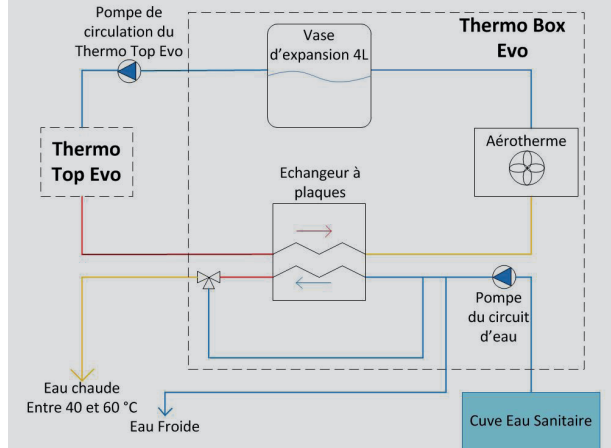 Pompe de
circulation du
Thermo Top Evo
Vase
d'expansion 4L
Thermo Box
Evo
Thermo
Top Evo
Aérotherme
Echangeur à
plaques
Pompe
du circuit
d'eau
Eau chaude
Entre 40 et 60 °C
Eau Froide
Cuve Eau Sanitaire